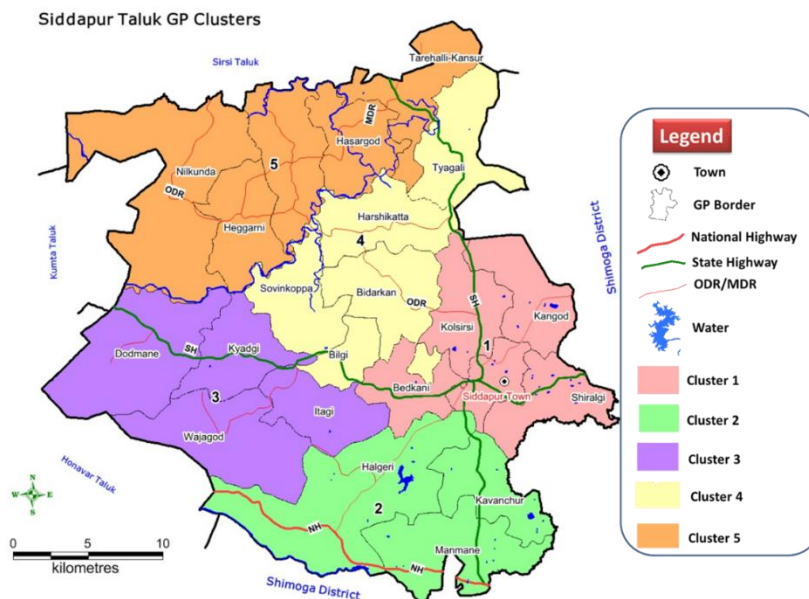 Siddapur Taluk GP Clusters
Sirsi Taluk
Tarehalli-Kansur
MDR
Hasargod
Tyagali
5
Nilkunda
ODR
Heggarni
Harshikatta
4
Kumta Taluk
Shimoga District
Sovinkoppa
Bidarkan
ODR
SH
Kolsirsi
Kangod
1
SH
Kyadgi
Dodmane
Bilgi
Bedkani
Siddapur Town
Shiralgi
3
Itagi
Wajagod
Honavar Taluk
Halgeri
Kavanchur
2
NH
Manmane
NH
Shimoga District
N
W
E
S
0
5
10
kilometres
Legend
Town
GP Border
National Highway
State Highway
ODR/MDR
Water
Cluster 1
Cluster 2
Cluster 3
Cluster 4
Cluster 5